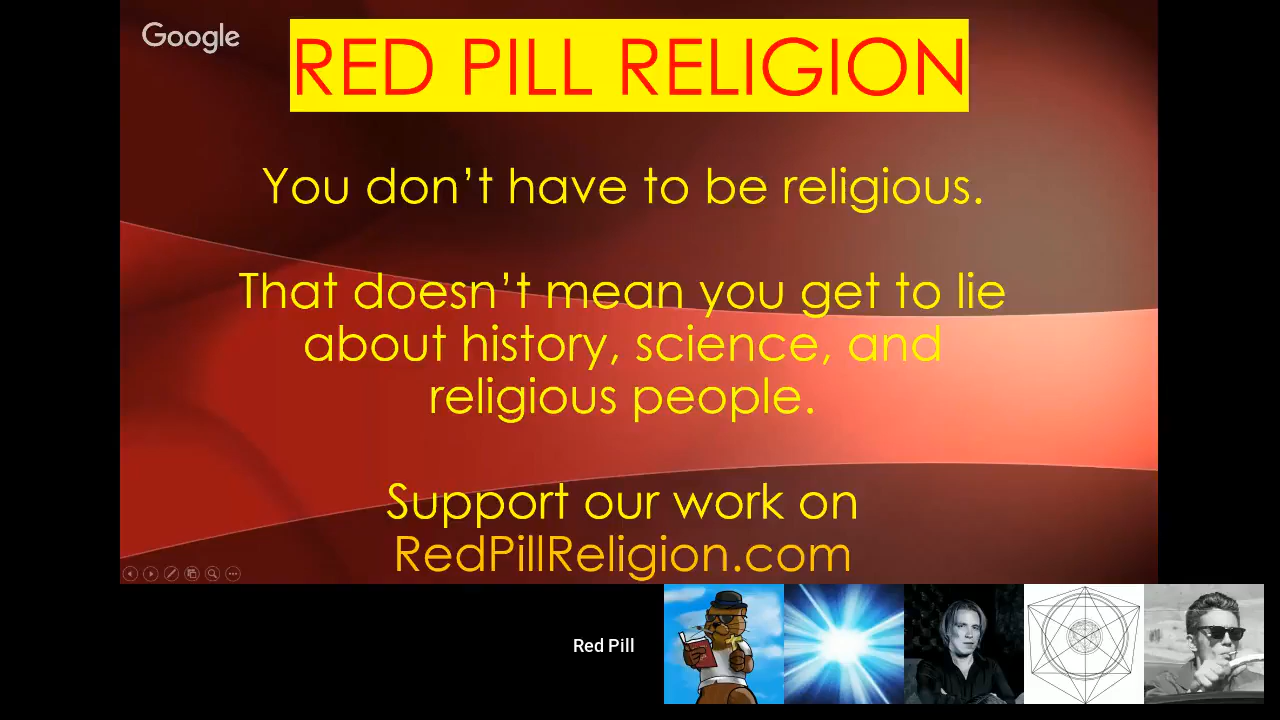 Google
RED PILL RELIGION
You don't have to be religious.
That doesn't mean you get to lie
about history, science, and
religious people.
Support our work on
RedPillReligion.com
Red Pill